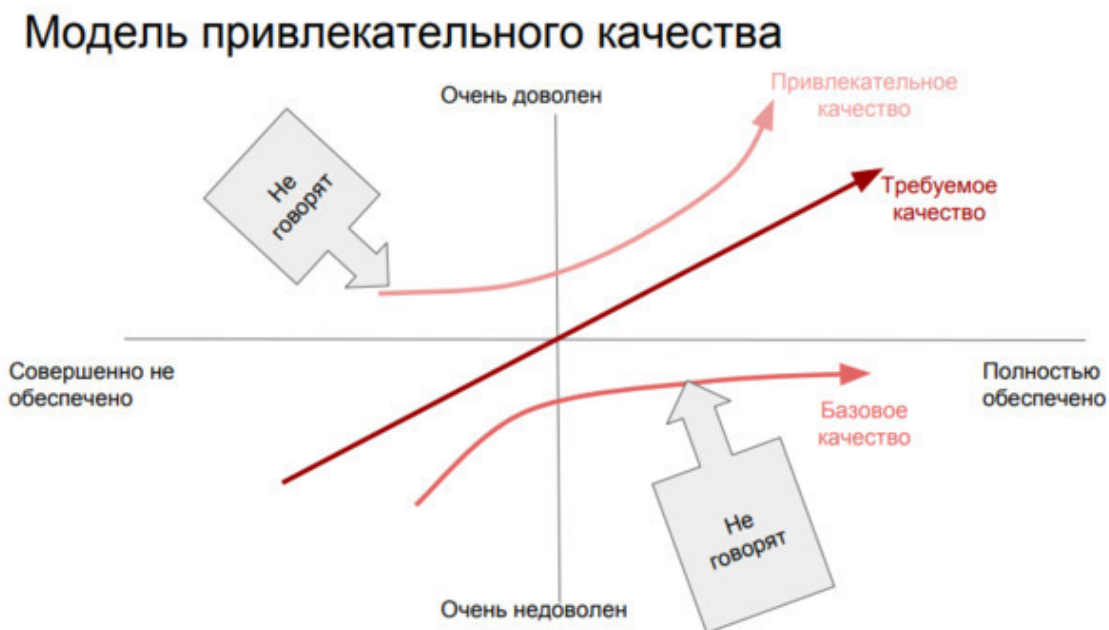 Модель привлекательного качества
Очень доволен
Привлекательное
качество
Не
говорят
Требуемое
качество
Совершенно не
обеспечено
Полностью
обеспечено
Базовое
качество
Не
говорят
Очень недоволен